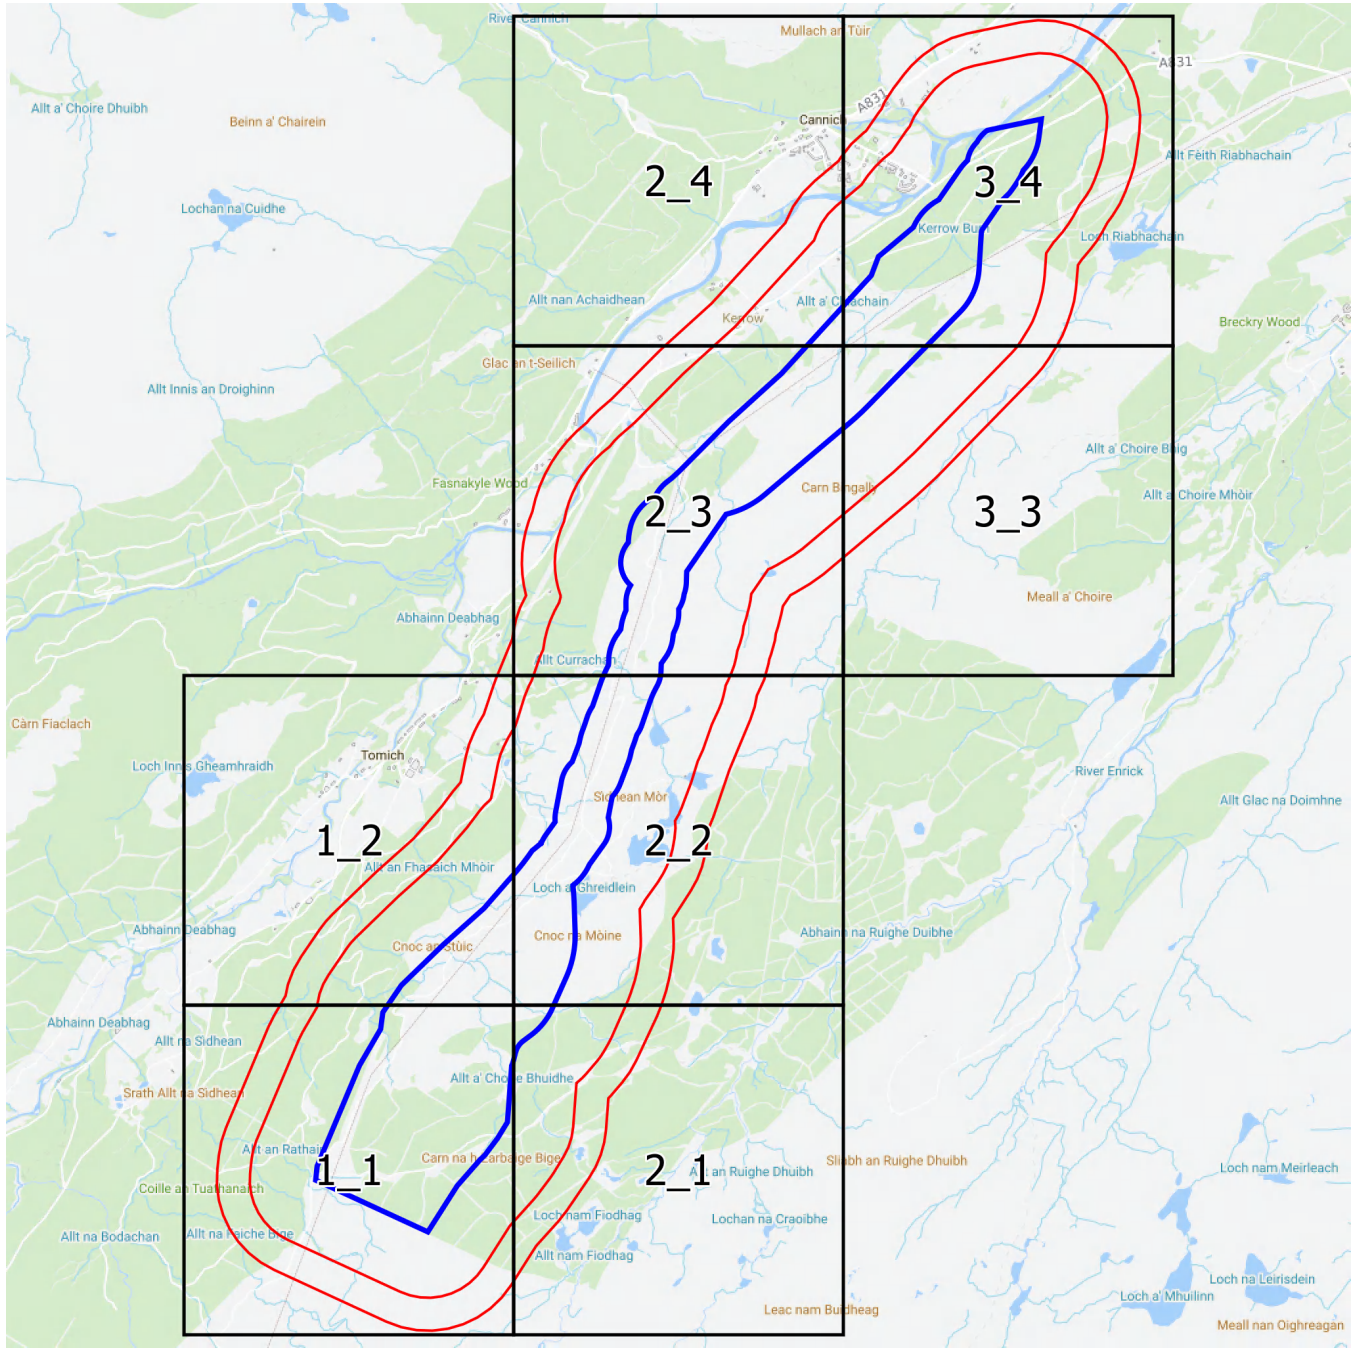 River Cannich
Mullach an Tùir
A831
A831
Allt a' Choire Dhuibh
Beinn a' Chairein
Cannich
Allt Fèith Riabhachain
2_4
3_4
Lochan na Cuidhe
Kerrow Burn
Loch Riabhachain
Allt nan Achaidhean
Allt a' Chlachain
Kerrow
Breckry Wood
Glac an t-Seilich
Allt Innis an Droighinn
Allt a' Choire Bhig
Fasnakyle Wood
Carn Bingally
Allt a' Choire Mhòir
2_3
3_3
Meall a' Choire
Abhainn Deabhag
Allt Currachan
Càrn Fiaclach
Tomich
Loch Innis Gheamhraidh
River Enrick
Sidhean Mòr
Allt Glac na Doimhne
1_2
2_2
Allt an Fhasaich Mhòir
Loch a' Ghreidlein
Abhainn Deabhag
Cnoc an Stùic
Cnoc na Mòine
Abhainn na Ruighe Duibhe
Abhainn Deabhag
Allt na Sidhean
Allt a' Choire Bhuidhe
Srath Allt na Sidhean
Allt an Rathain
Carn na h-Earbaige Bige
Sliabh an Ruighe Dhuibh
1_1
2_1
Allt an Ruighe Dhuibh
Loch nam Meirleach
Coille an Tuathanaich
Loch nam Fiodhag
Lochan na Craoibhe
Allt na Bodachan
Allt na Faiche Bige
Allt nam Fiodhag
Loch na Leirisdein
Loch a' Mhuilinn
Leac nam Buidheag
Meall nan Oighreagan